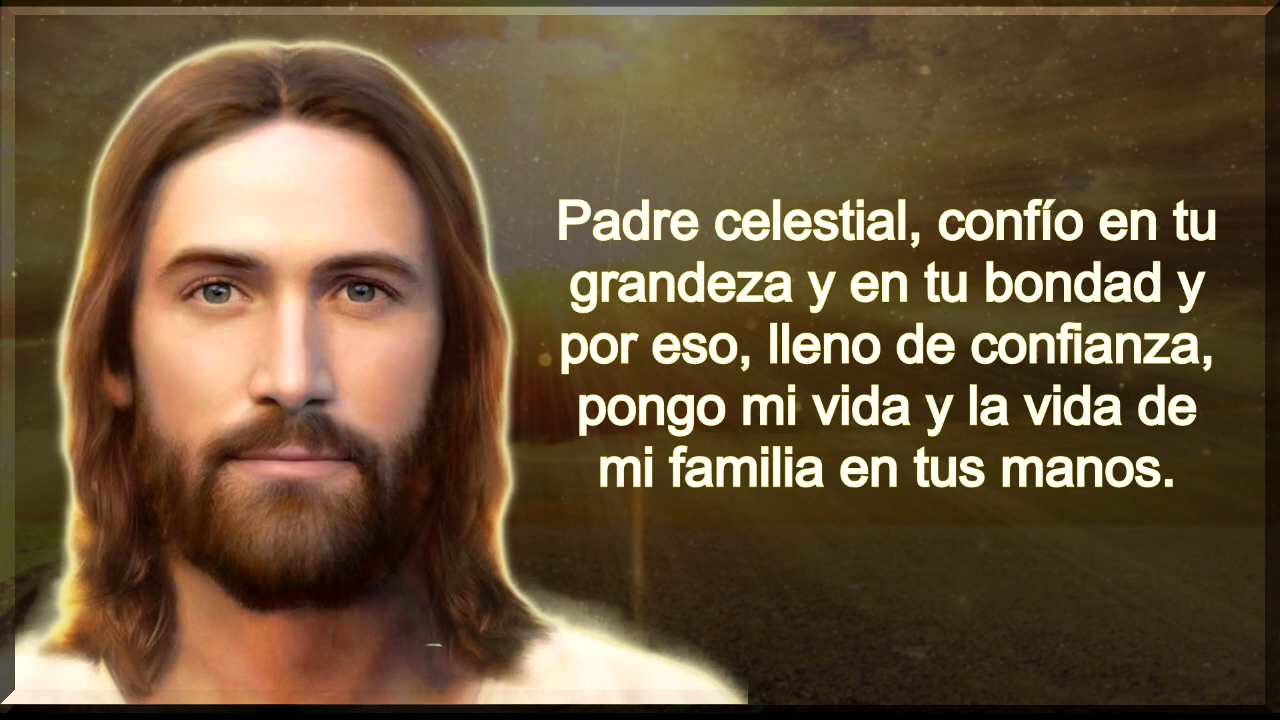 Padre celestial, confío en tu
grandeza y en tu bondad y
por eso, lleno de confianza,
pongo mi vida y la vida de
mi familia en tus manos.